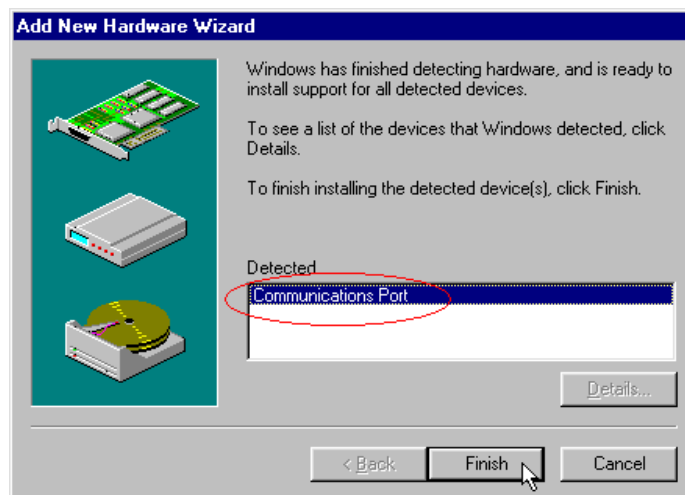 Add New Hardware Wizard
Windows has finished detecting hardware, and is ready to
install support for all detected devices.
To see a list of the devices that Windows detected, click
Details.
To finish installing the detected device(s), click Finish.
Detected
Communications Port
Details...
< Back
Finish
Cancel